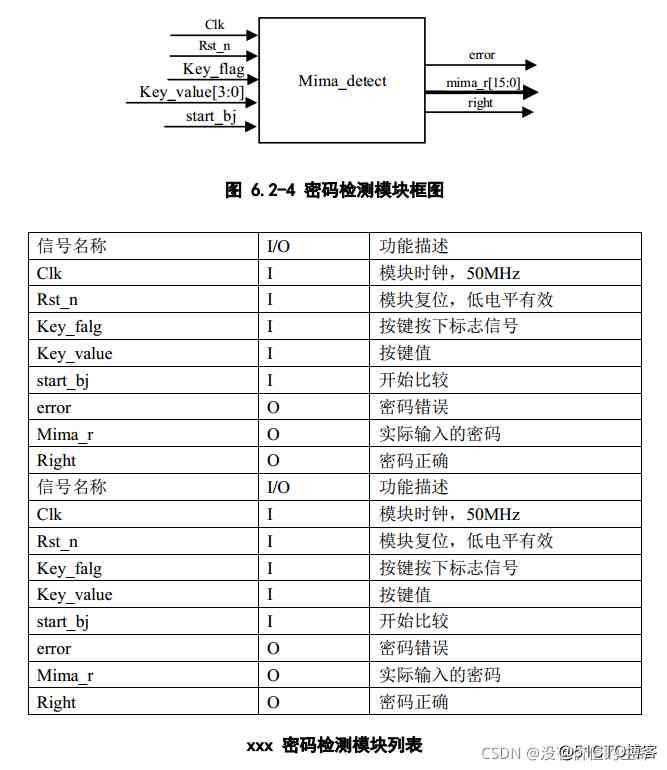 Clk
Rst_n
Key_flag
Key_value[3:0]
start_bj
Mima_detect
error
mima_r[15:0]
right
图 6.2-4 密码检测模块框图
信号名称 I/O 功能描述
Clk I 模块时钟，50MHz
Rst_n I 模块复位，低电平有效
Key_falg I 按键按下标志信号
Key_value I 按键值
start_bj I 开始比较
error O 密码错误
Mima_r O 实际输入的密码
Right O 密码正确
信号名称 I/O 功能描述
Clk I 模块时钟，50MHz
Rst_n I 模块复位，低电平有效
Key_falg I 按键按下标志信号
Key_value I 按键值
start_bj I 开始比较
error O 密码错误
Mima_r O 实际输入的密码
Right O 密码正确
xxx 密码检测模块列表
CSDN @没
@51CTO博客